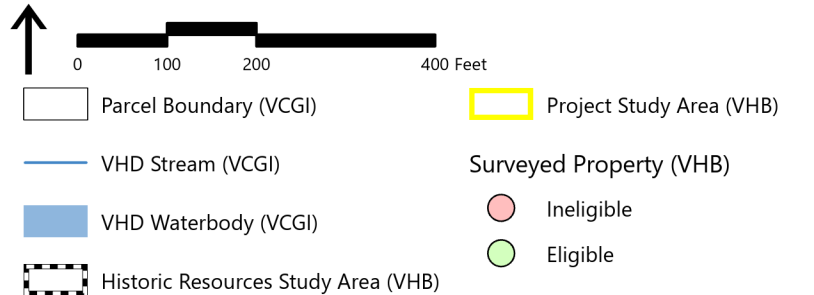 0 100 200 400 Feet
Parcel Boundary (VCGI)
VHD Stream (VCGI)
VHD Waterbody (VCGI)
Historic Resources Study Area (VHB)
Project Study Area (VHB)
Surveyed Property (VHB)
Ineligible
Eligible